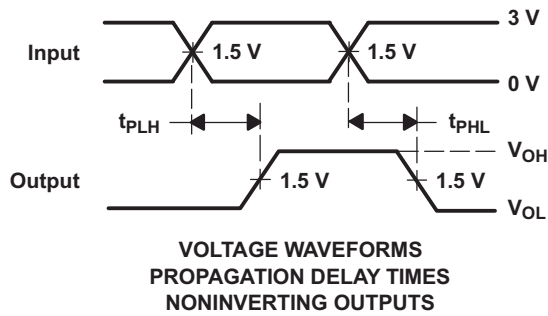 3 V
Input
1.5 V
1.5 V
0 V
tPLH
tPHL
VOH
Output
1.5 V
1.5 V
VOL
VOLTAGE WAVEFORMS
PROPAGATION DELAY TIMES
NONINVERTING OUTPUTS